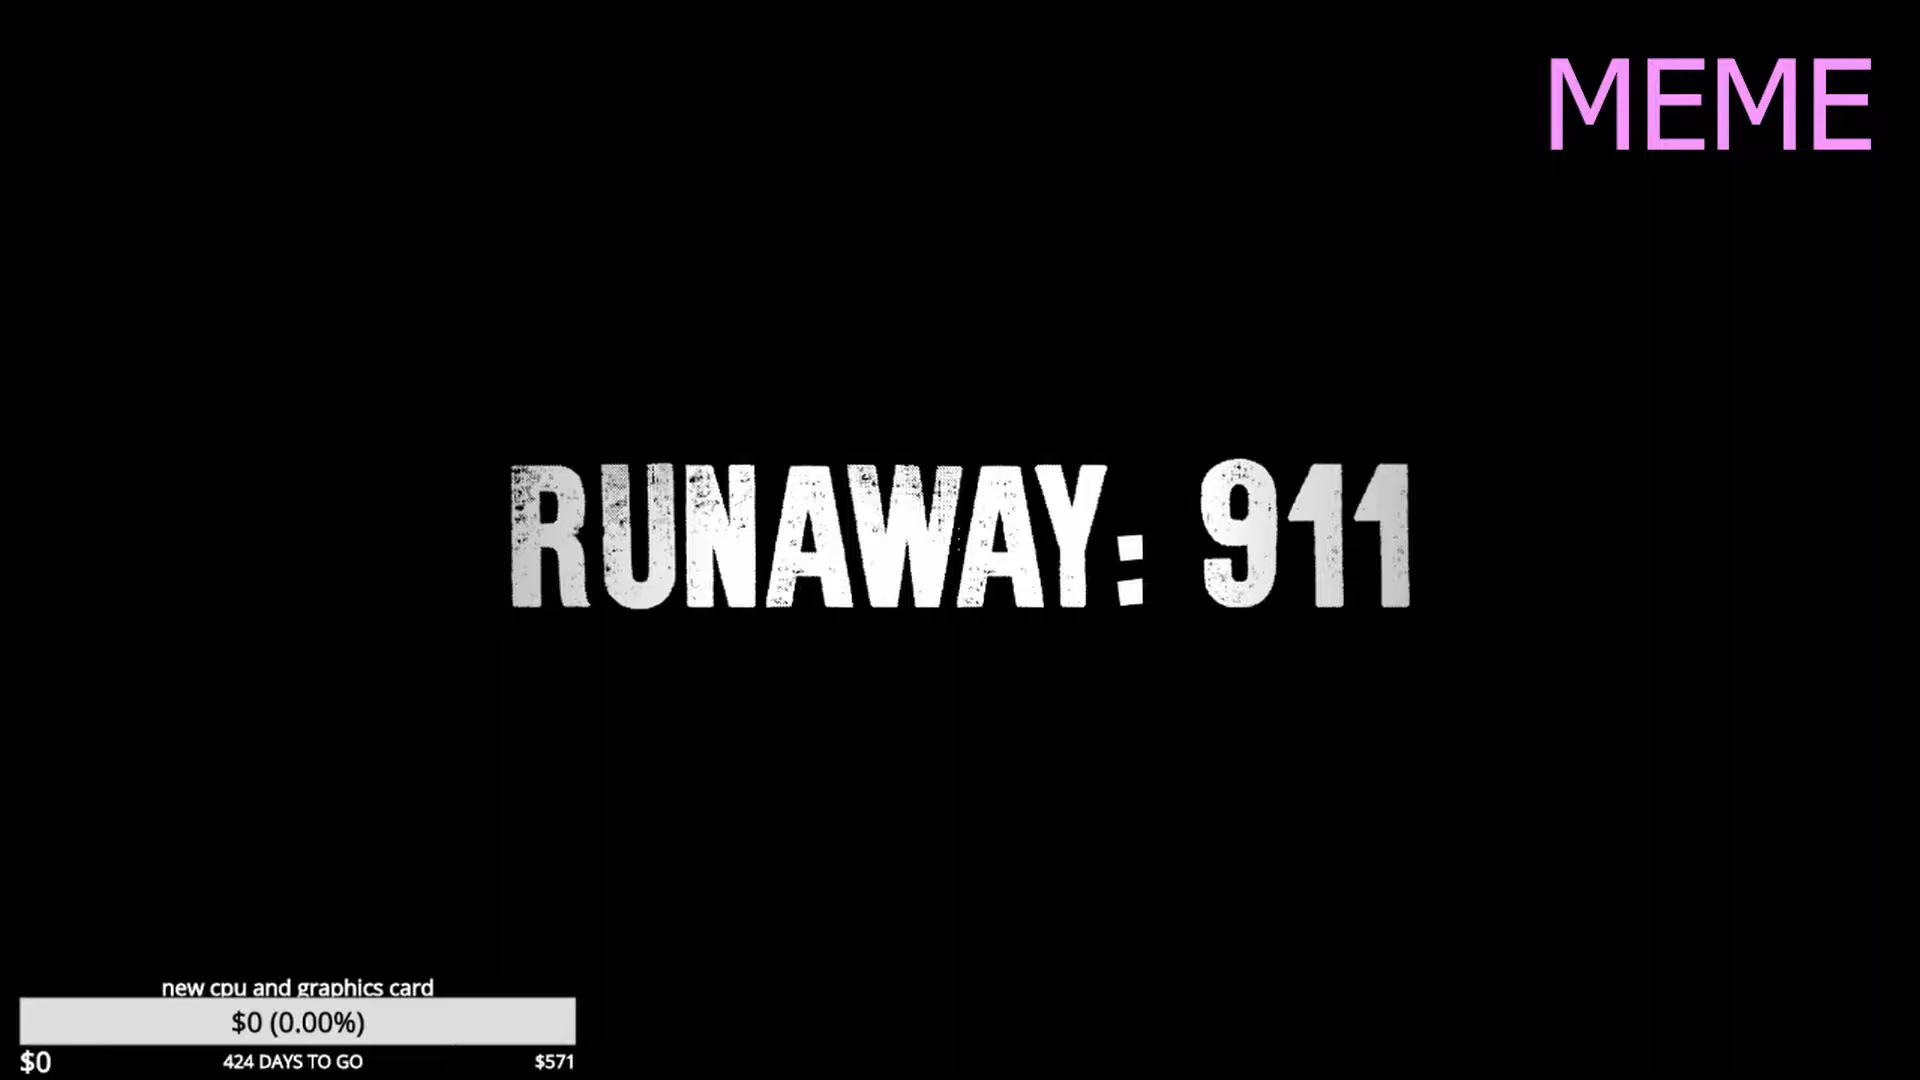 MEME
RUNAWAY: 911
new cpu and graphics card
$0 (0.00%)
$0 424 DAYS TO GO $571